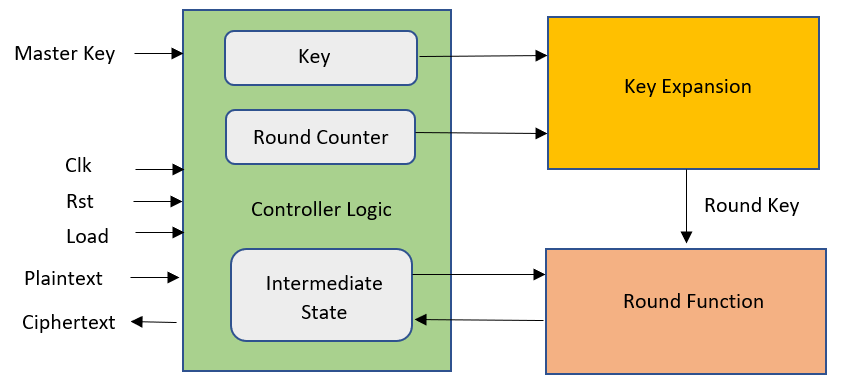 Master Key
Key
Key Expansion
Round Counter
Clk
Rst
Controller Logic
Round Key
Load
Plaintext
Intermediate
State
Round Function
Ciphertext